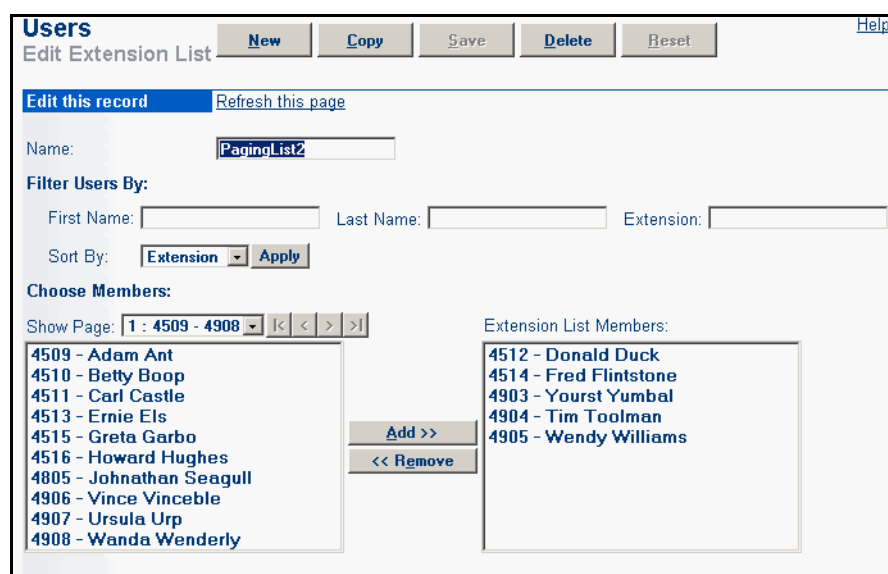 Users
Edit Extension List
New Copy Save Delete Reset
Help
Edit this record Refresh this page
Name: PagingList2
Filter Users By:
First Name: Last Name: Extension:
Sort By: Extension Apply
Choose Members:
Show Page: 1 : 4509 - 4908 |< < > >|
4509 - Adam Ant
4510 - Betty Boop
4511 - Carl Castle
4513 - Ernie Els
4515 - Greta Garbo
4516 - Howard Hughes
4805 - Johnathan Seagull
4906 - Vince Vinceble
4907 - Ursula Urp
4908 - Wanda Wenderly
Add >>
<< Remove
Extension List Members:
4512 - Donald Duck
4514 - Fred Flintstone
4903 - Yourst Yumbal
4904 - Tim Toolman
4905 - Wendy Williams